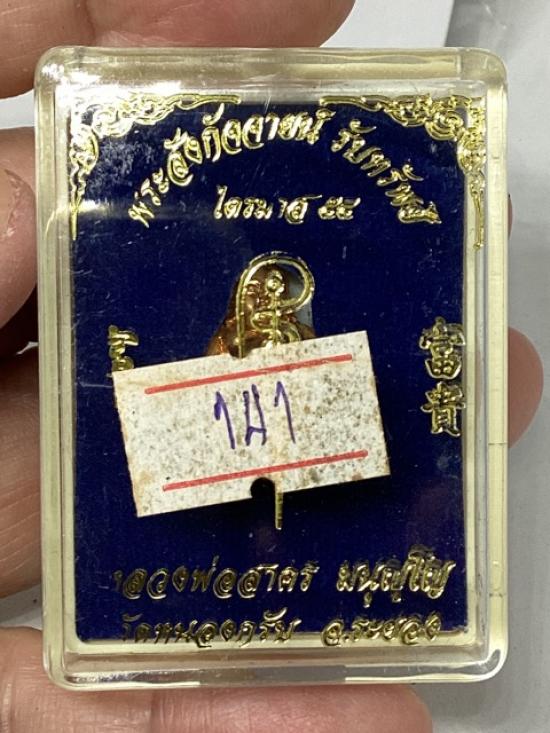 พระสังกัจจายน์ รับทรัพย์
ไตรมาส ๕๕
富貴
หลวงพ่อสาคร มนุญฺโญ
วัดหนองกรับ จ.ระยอง